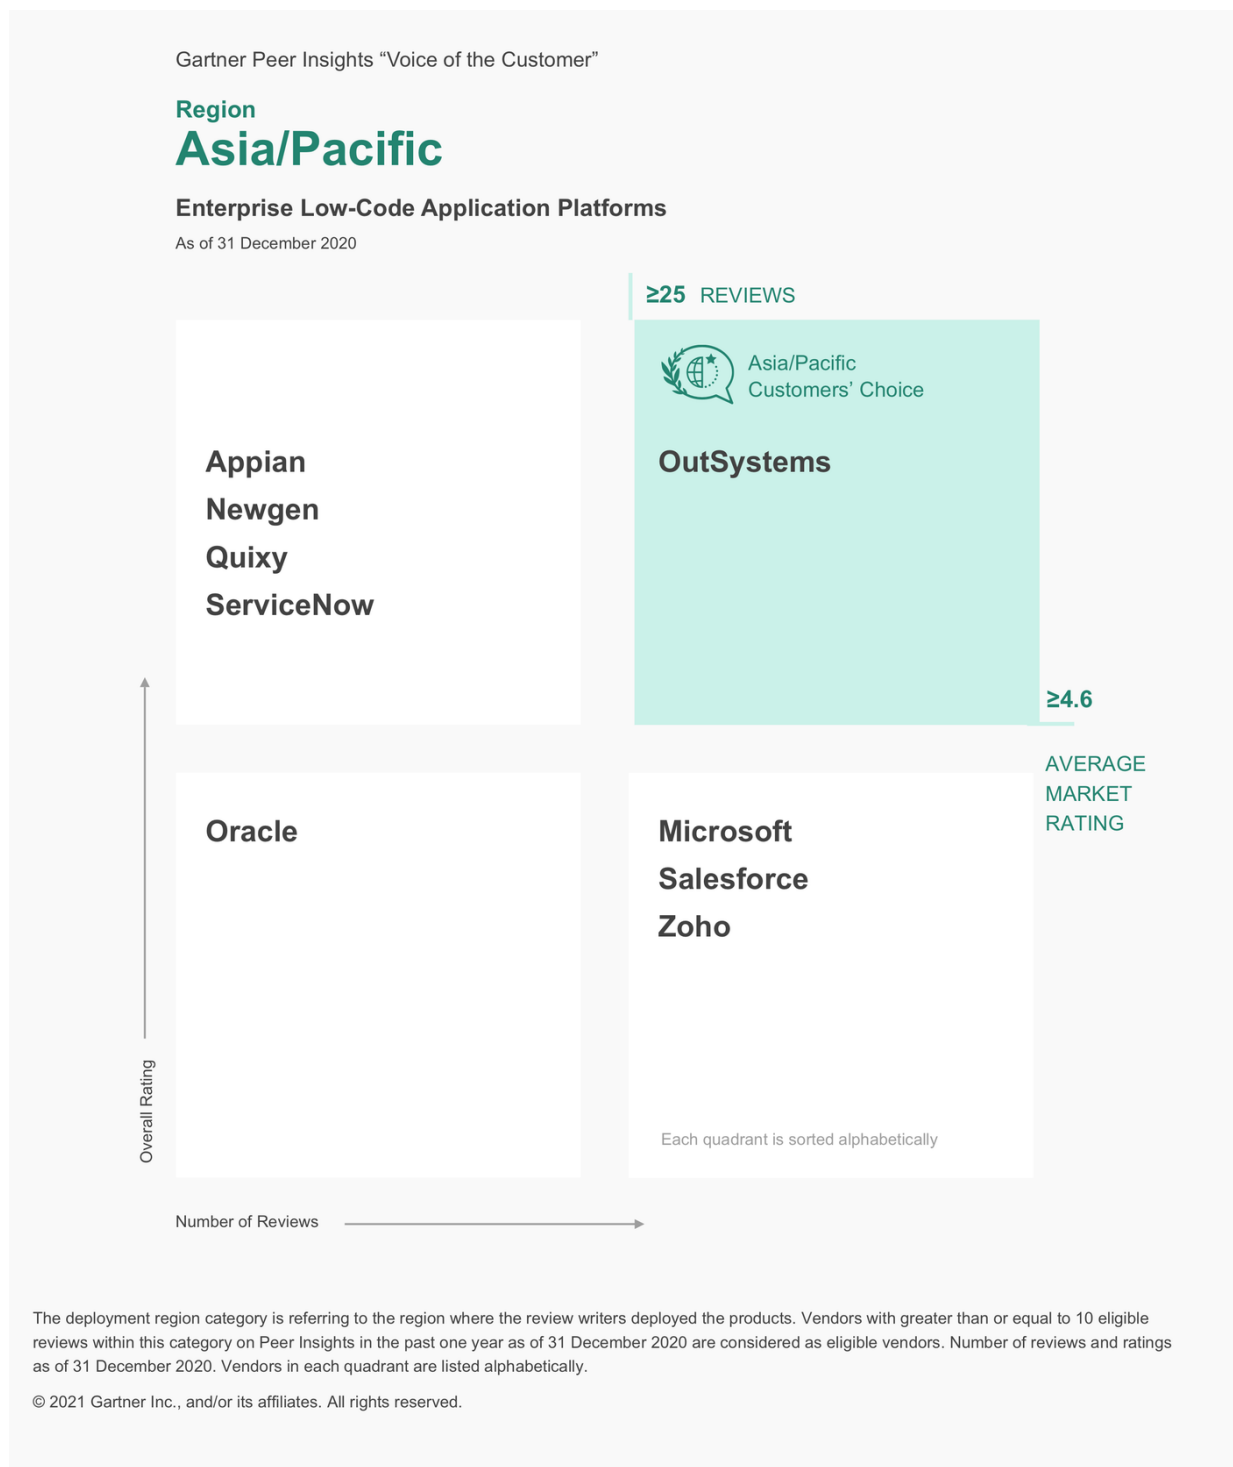 Gartner Peer Insights “Voice of the Customer”
Region
Asia/Pacific
Enterprise Low-Code Application Platforms
As of 31 December 2020
≥25 REVIEWS
Asia/Pacific
Customers’ Choice
Appian
Newgen
Quixy
ServiceNow
OutSystems
≥4.6
AVERAGE
MARKET
RATING
Oracle
Microsoft
Salesforce
Zoho
Each quadrant is sorted alphabetically
Overall Rating
Number of Reviews
The deployment region category is referring to the region where the review writers deployed the products. Vendors with greater than or equal to 10 eligible
reviews within this category on Peer Insights in the past one year as of 31 December 2020 are considered as eligible vendors. Number of reviews and ratings
as of 31 December 2020. Vendors in each quadrant are listed alphabetically.
© 2021 Gartner Inc., and/or its affiliates. All rights reserved.